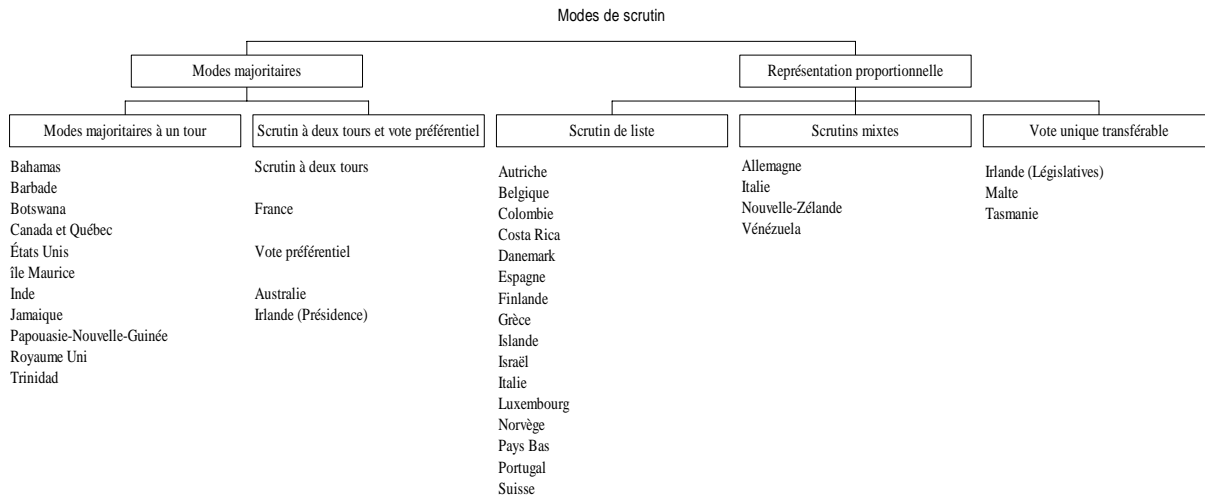 Modes de scrutin
Modes majoritaires
Représentation proportionnelle
Modes majoritaires à un tour
Scrutin à deux tours et vote préférentiel
Scrutin de liste
Scrutins mixtes
Vote unique transférable
Bahamas
Barbade
Botswana
Canada et Québec
États Unis
île Maurice
Inde
Jamaique
Papouasie-Nouvelle-Guinée
Royaume Uni
Trinidad
Scrutin à deux tours
France
Vote préférentiel
Australie
Irlande (Présidence)
Autriche
Belgique
Colombie
Costa Rica
Danemark
Espagne
Finlande
Grèce
Islande
Israël
Italie
Luxembourg
Norvège
Pays Bas
Portugal
Suisse
Allemagne
Italie
Nouvelle-Zélande
Vénézuela
Irlande (Législatives)
Malte
Tasmanie